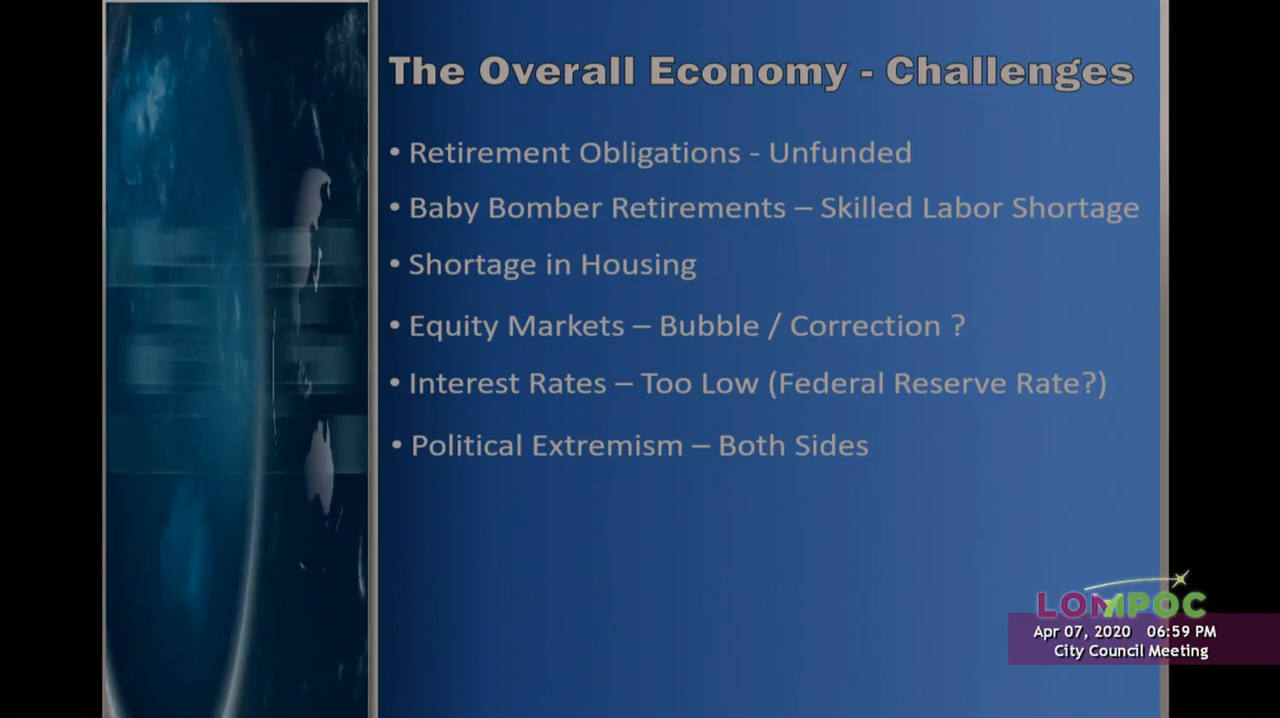 The Overall Economy - Challenges
• Retirement Obligations - Unfunded
• Baby Bomber Retirements – Skilled Labor Shortage
• Shortage in Housing
• Equity Markets – Bubble / Correction ?
• Interest Rates – Too Low (Federal Reserve Rate?)
• Political Extremism – Both Sides
LOMPOC
Apr 07, 2020 06:59 PM
City Council Meeting